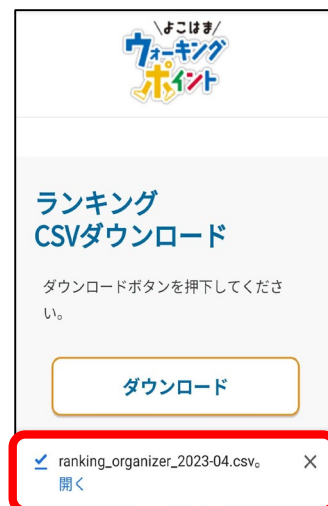 \よこはま/
ウォーキング
ポイント
ランキング
CSVダウンロード
ダウンロードボタンを押下してくださ
い。
ダウンロード
ranking_organizer_2023-04.csv。
開く